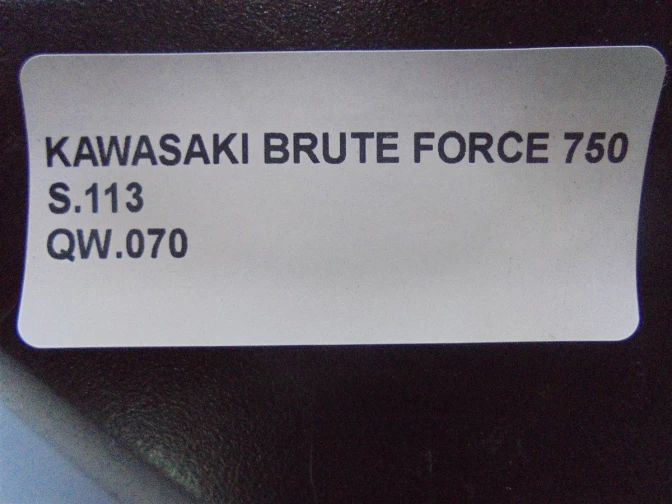 KAWASAKI BRUTE FORCE 750
S.113
QW.070